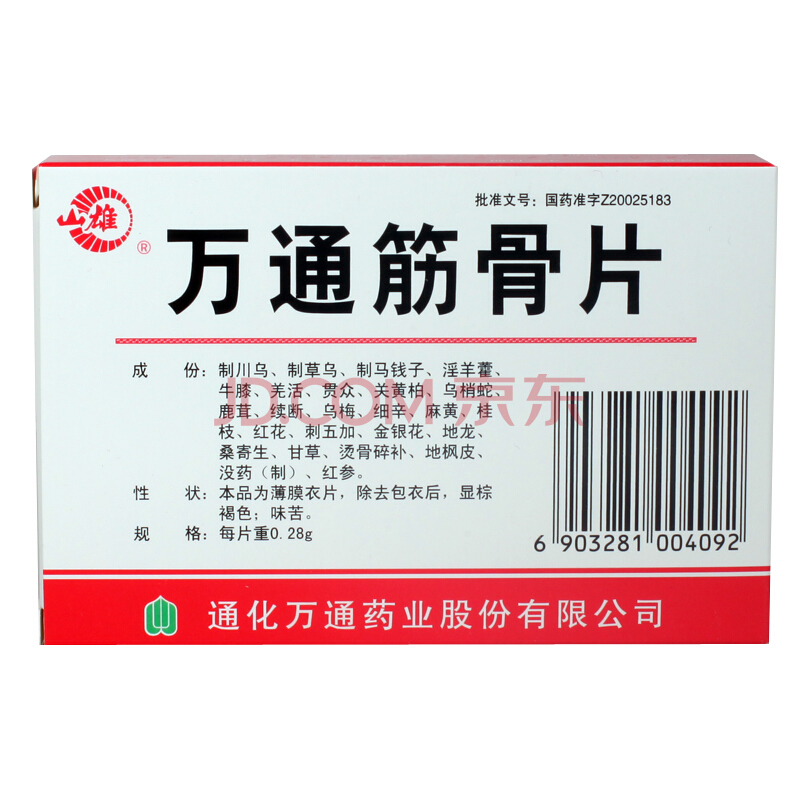 批准文号：国药准字Z20025183
山雄
®
万通筋骨片
成 份：制川乌、制草乌、制马钱子、淫羊藿、
牛膝、羌活、贯众、关黄柏、乌梢蛇、
鹿茸、续断、乌梅、细辛、麻黄、桂
枝、红花、刺五加、金银花、地龙、
桑寄生、甘草、烫骨碎补、地枫皮、
没药（制）、红参。
性 状：本品为薄膜衣片，除去包衣后，显棕
褐色；味苦。
规 格：每片重0.28g
JD.COM 京东
6 903281 004092
通化万通药业股份有限公司